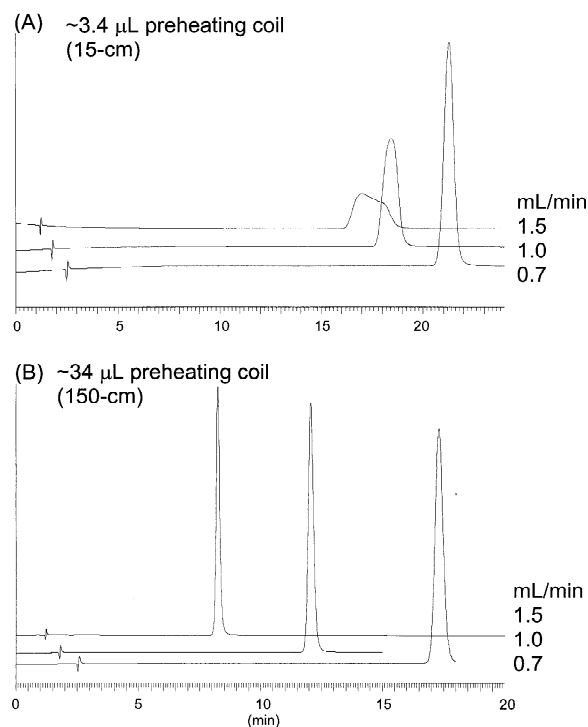 (A) ~3.4 µL preheating coil
(15-cm)
mL/min
1.5
1.0
0.7
0 5 10 15 20
(B) ~34 µL preheating coil
(150-cm)
mL/min
1.5
1.0
0.7
0 5 10 15 20
(min)